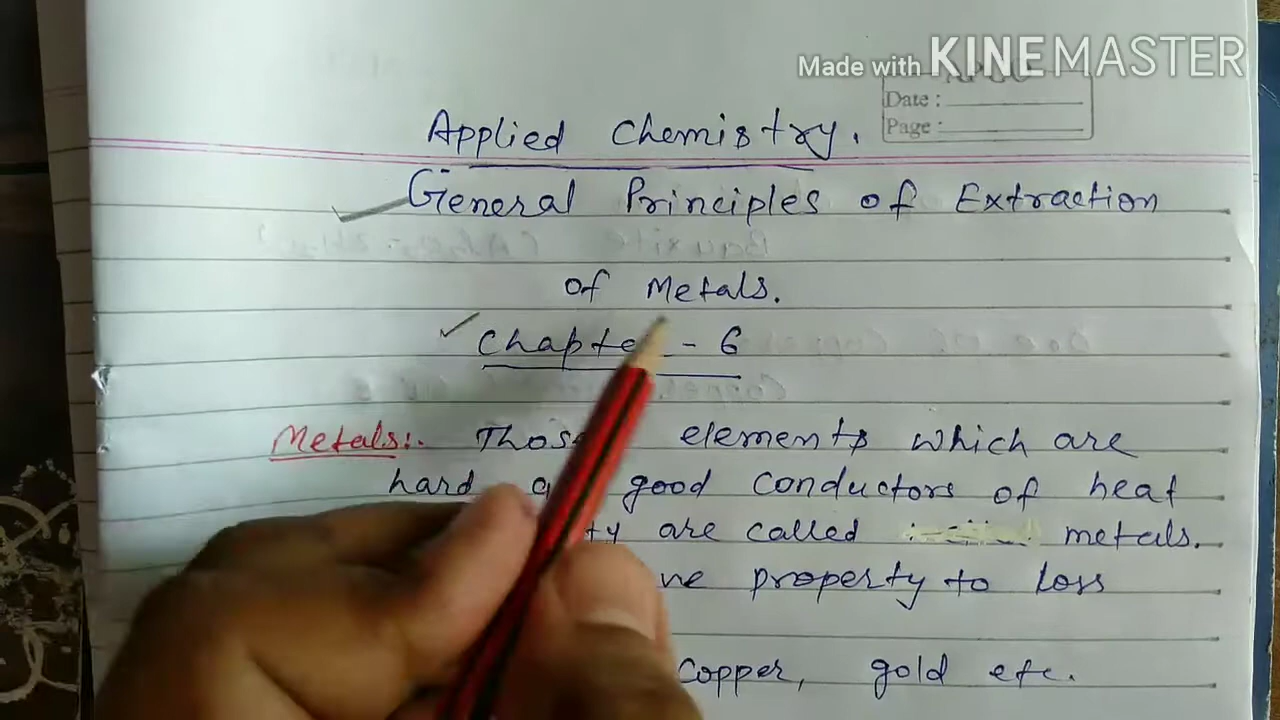 Made with KINEMASTER
Date :
Page :
Applied Chemistry.
General Principles of Extraction
of Metals.
Chapter - 6
Metals:. Those elements which are
hard good conductors of heat
are called metals.
property to Loss
copper, gold etc.